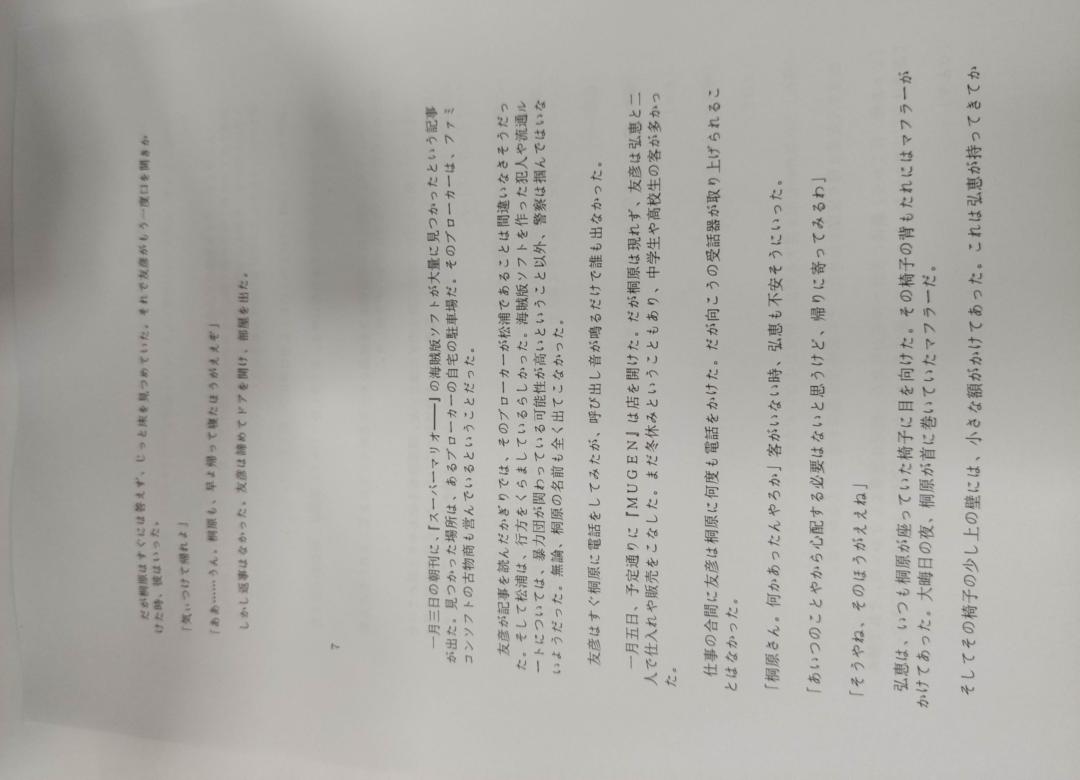 だが桐原はすぐには答えず、じっと床を見つめていた。それで友彦がもう一度口を開きか
けた時、彼はいった。
「気いつけて帰れよ」
「ああ……うん。桐原も、早よ帰って寝たほうがええぞ」
しかし返事はなかった。友彦は諦めてドアを開け、部屋を出た。
7
一月三日の朝刊に、『スーパーマリオ――』の海賊版ソフトが大量に見つかったという記事
が出た。見つかった場所は、あるブローカーの自宅の駐車場だ。そのブローカーは、ファミ
コンソフトの古物商も営んでいるということだった。
友彦が記事を読んだかぎりでは、そのブローカーが松浦であることは間違いなさそうだっ
た。そして松浦は、行方をくらましているらしかった。海賊版ソフトを作った犯人や流通ル
ートについては、暴力団が関わっている可能性が高いということ以外、警察は掴んではいな
いようだった。無論、桐原の名前も全く出てこなかった。
友彦はすぐ桐原に電話をしてみたが、呼び出し音が鳴るだけで誰も出なかった。
一月五日、予定通りに『MUGEN』は店を開けた。だが桐原は現れず、友彦は弘恵と二
人で仕入れや販売をこなした。まだ冬休みということもあり、中学生や高校生の客が多かっ
た。
仕事の合間に友彦は桐原に何度も電話をかけた。だが向こうの受話器が取り上げられるこ
とはなかった。
「桐原さん。何かあったんやろか」客がいない時、弘恵も不安そうにいった。
「あいつのことやから心配する必要はないと思うけど、帰りに寄ってみるわ」
「そうやね、そのほうがええね」
弘恵は、いつも桐原が座っていた椅子に目を向けた。その椅子の背もたれにはマフラーが
かけてあった。大晦日の夜、桐原が首に巻いていたマフラーだ。
そしてその椅子の少し上の壁には、小さな額がかけてあった。これは弘恵が持ってきてか